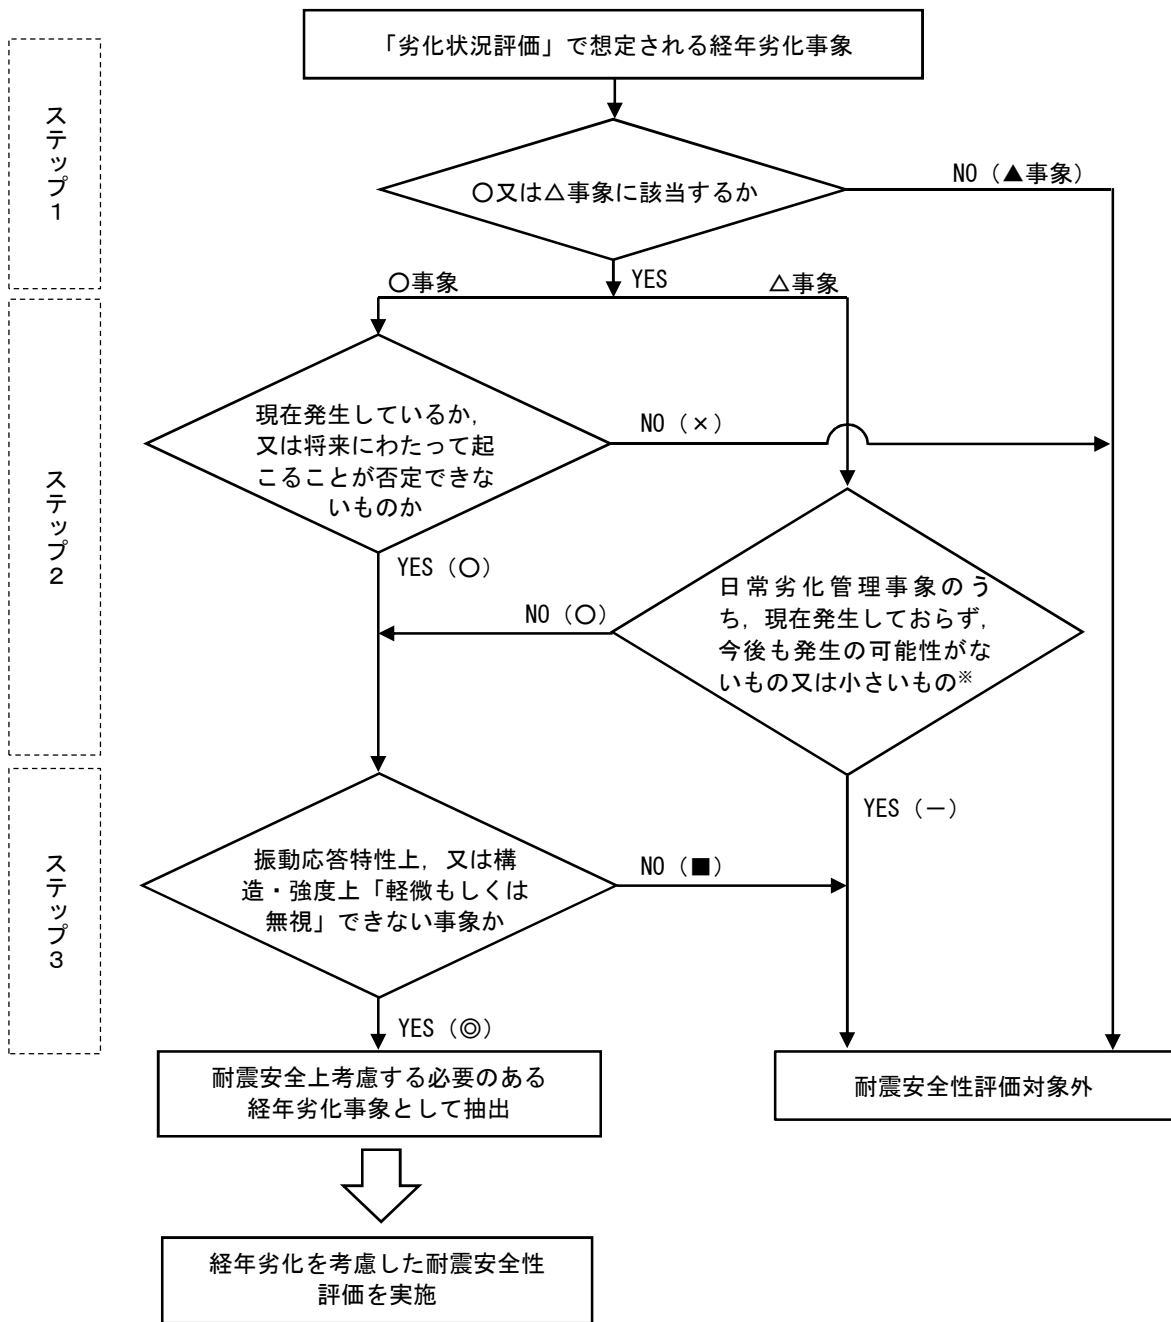 「劣化状況評価」で想定される経年劣化事象
ステップ1
○又は△事象に該当するか
NO（▲事象）
YES
○事象
△事象
ステップ2
現在発生しているか，
又は将来にわたって起
こることが否定できな
いものか
NO（×）
YES（○）
日常劣化管理事象のう
ち，現在発生しておらず，
今後も発生の可能性がな
いもの又は小さいもの※
NO（○）
YES（－）
ステップ3
振動応答特性上，又は構
造・強度上「軽微もしくは
無視」できない事象か
NO（■）
YES（◎）
耐震安全上考慮する必要のある
経年劣化事象として抽出
耐震安全性評価対象外
経年劣化を考慮した耐震安全性
評価を実施